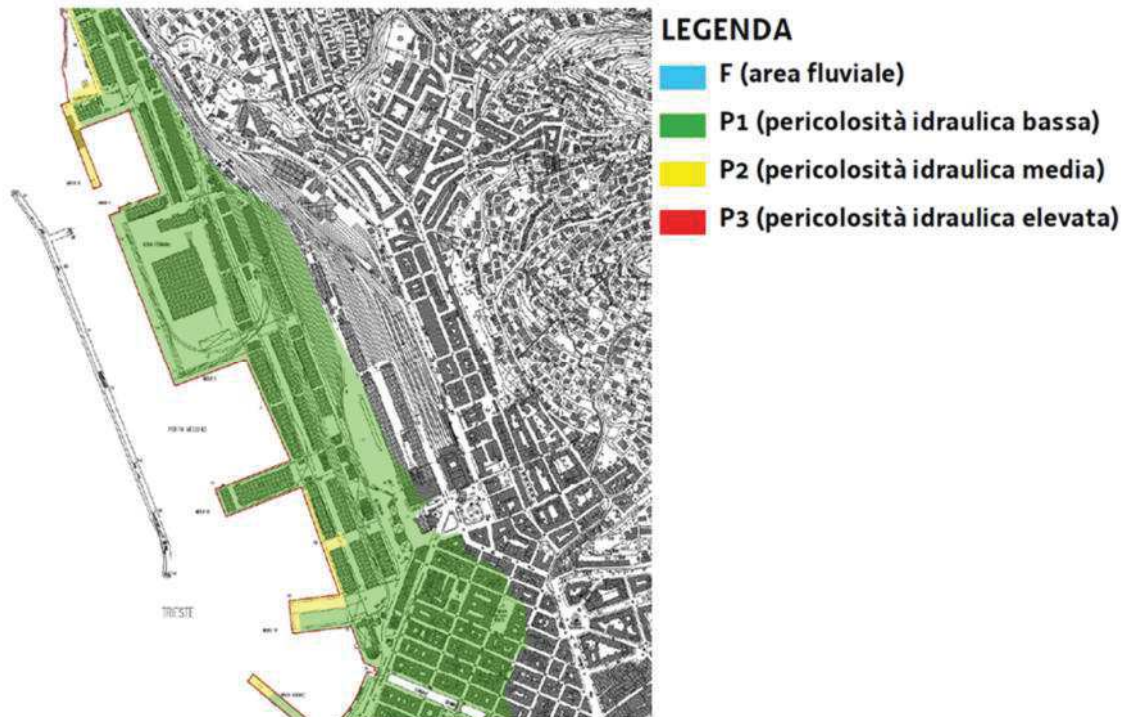 LEGENDA
F (area fluviale)
P1 (pericolosità idraulica bassa)
P2 (pericolosità idraulica media)
P3 (pericolosità idraulica elevata)
TRIESTE